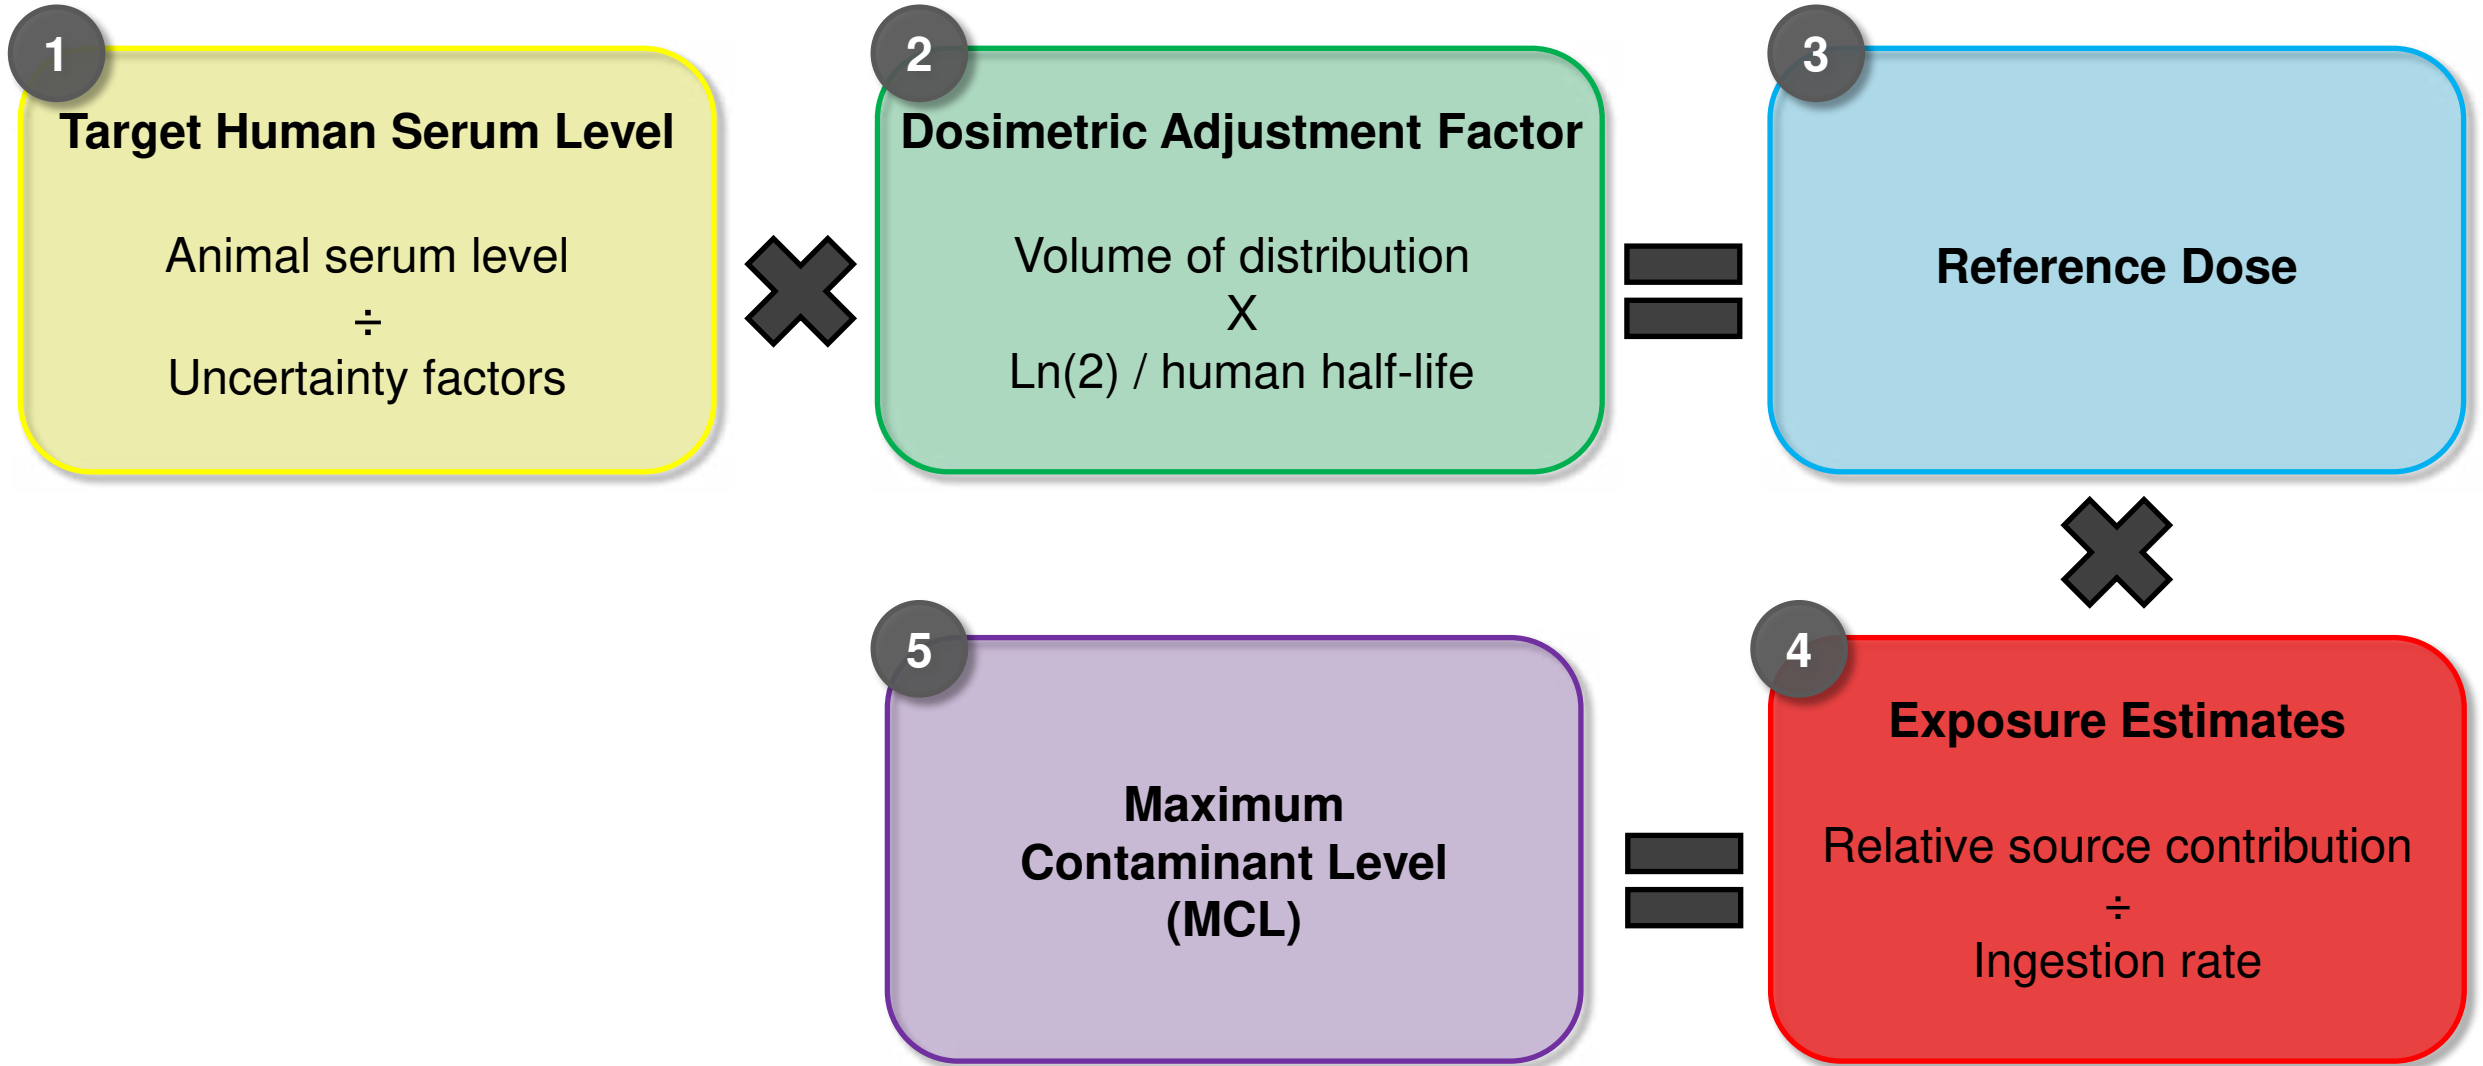 1
Target Human Serum Level
Animal serum level
÷
Uncertainty factors
2
Dosimetric Adjustment Factor
Volume of distribution
X
Ln(2) / human half-life
3
Reference Dose
4
Exposure Estimates
Relative source contribution
÷
Ingestion rate
5
Maximum
Contaminant Level
(MCL)